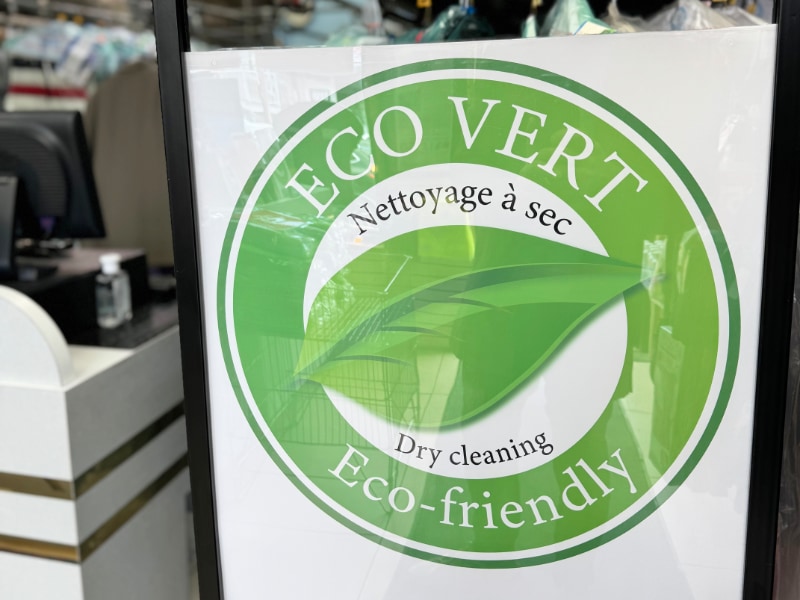 ECO VERT
Nettoyage à sec
Dry cleaning
Eco-friendly